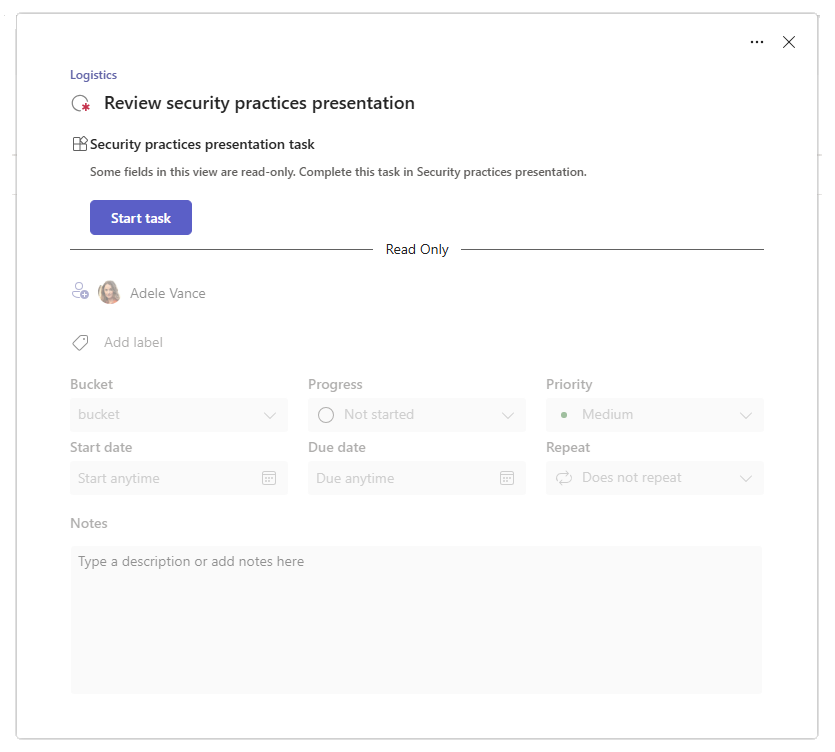 Logistics
Review security practices presentation
Security practices presentation task
Some fields in this view are read-only. Complete this task in Security practices presentation.
Start task
Read Only
Adele Vance
Add label
Bucket Progress Priority
bucket Not started Medium
Start date Due date Repeat
Start anytime Due anytime Does not repeat
Notes
Type a description or add notes here